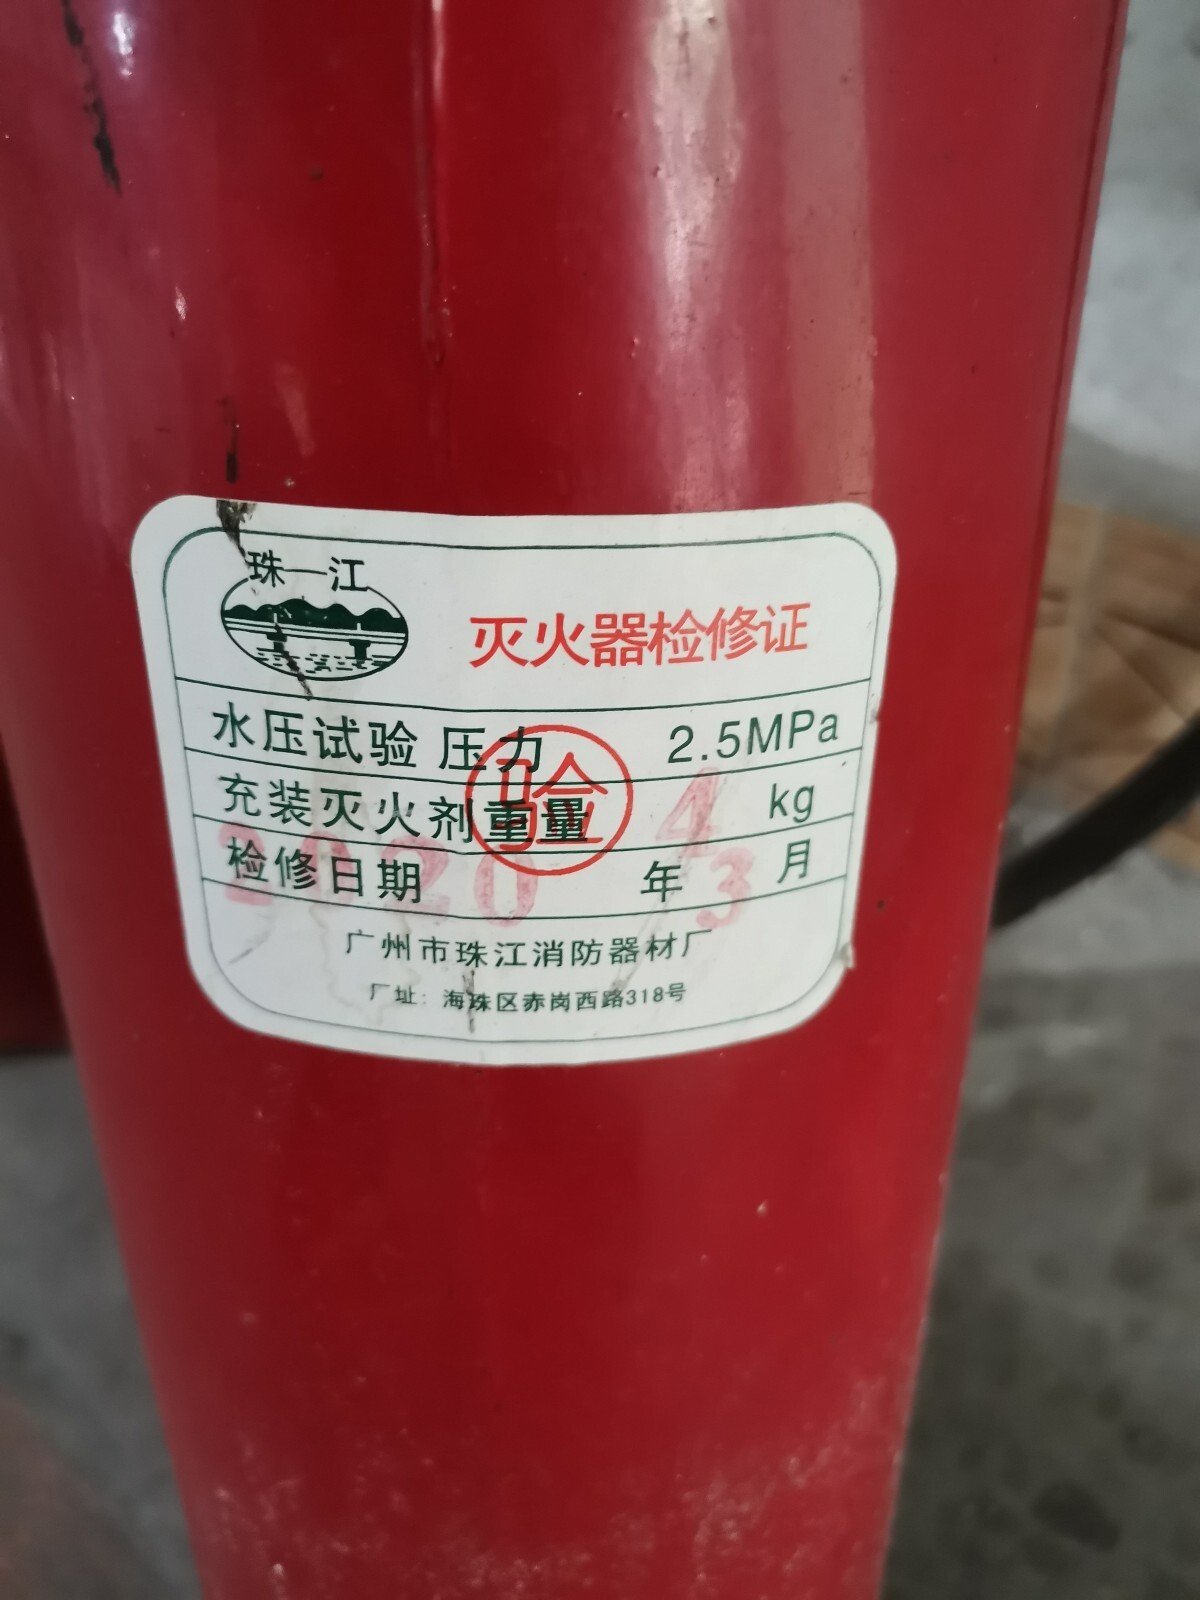 珠江
灭火器检修证
水压试验压力 2.5MPa
验
充装灭火剂重量 4 kg
检修日期 2020 年 3 月
广州市珠江消防器材厂
厂址：海珠区赤岗西路318号